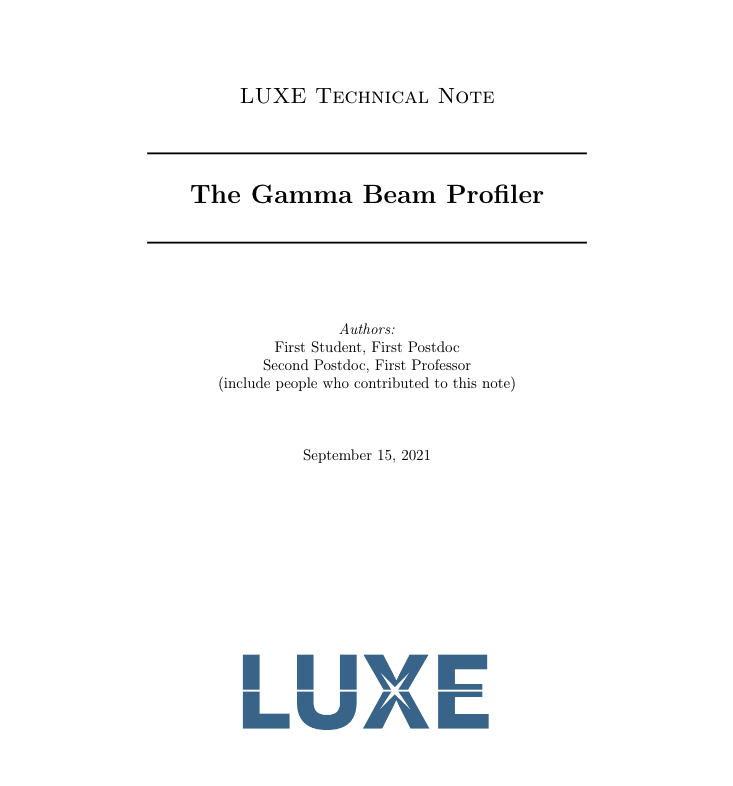 LUXE Technical Note
The Gamma Beam Profiler
Authors:
First Student, First Postdoc
Second Postdoc, First Professor
(include people who contributed to this note)
September 15, 2021
LUXE